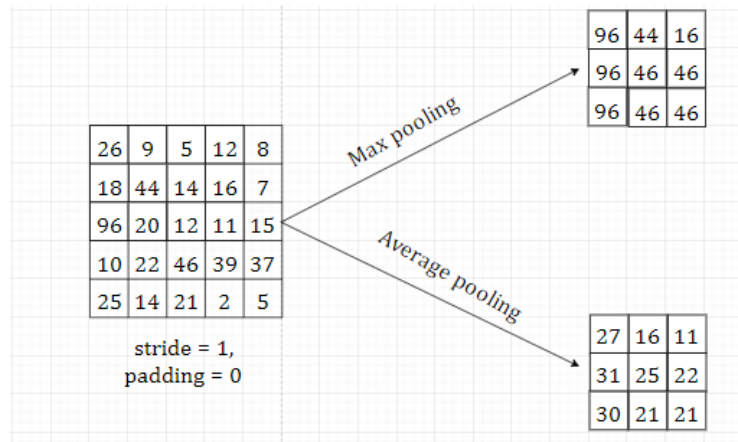 96 44 16
96 46 46
96 46 46
Max pooling
26 9 5 12 8
18 44 14 16 7
96 20 12 11 15
10 22 46 39 37
25 14 21 2 5
stride = 1,
padding = 0
Average pooling
27 16 11
31 25 22
30 21 21